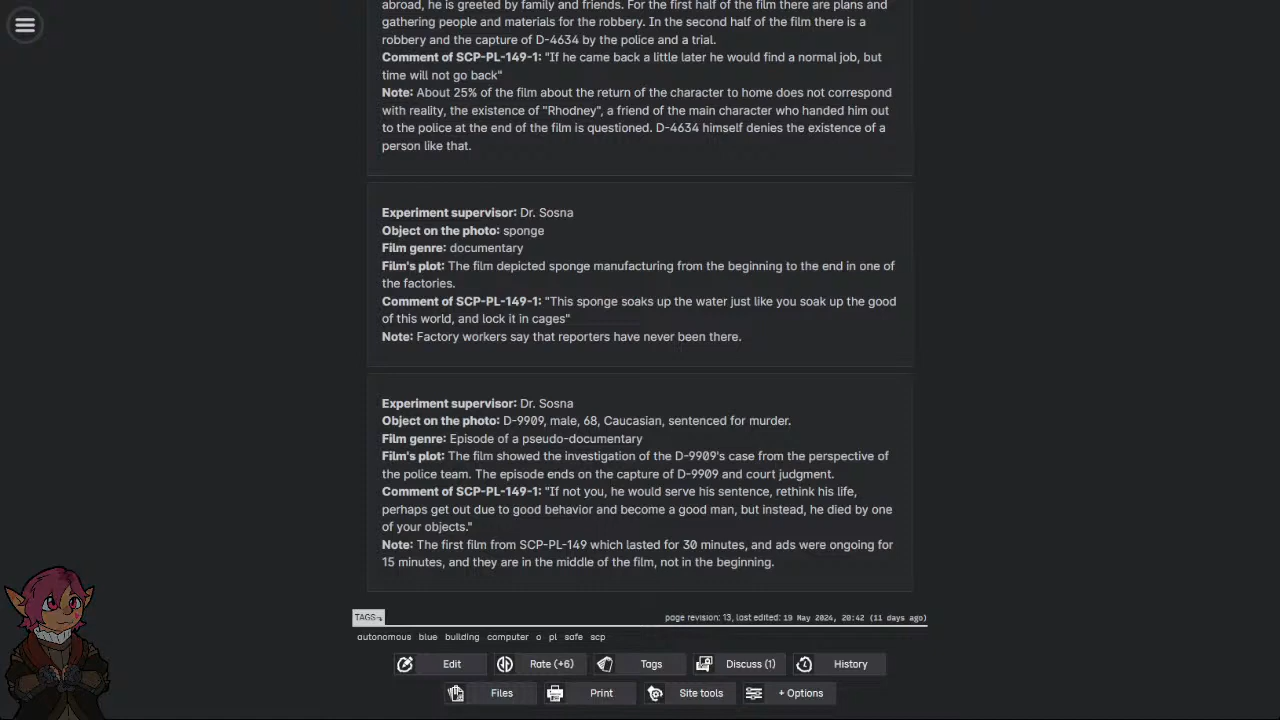 abroad, he is greeted by family and friends. For the first half of the film there are plans and
gathering people and materials for the robbery. In the second half of the film there is a
robbery and the capture of D-4634 by the police and a trial.
Comment of SCP-PL-149-1: "If he came back a little later he would find a normal job, but
time will not go back"
Note: About 25% of the film about the return of the character to home does not correspond
with reality, the existence of "Rhodney", a friend of the main character who handed him out
to the police at the end of the film is questioned. D-4634 himself denies the existence of a
person like that.
Experiment supervisor: Dr. Sosna
Object on the photo: sponge
Film genre: documentary
Film's plot: The film depicted sponge manufacturing from the beginning to the end in one of
the factories.
Comment of SCP-PL-149-1: "This sponge soaks up the water just like you soak up the good
of this world, and lock it in cages"
Note: Factory workers say that reporters have never been there.
Experiment supervisor: Dr. Sosna
Object on the photo: D-9909, male, 68, Caucasian, sentenced for murder.
Film genre: Episode of a pseudo-documentary
Film's plot: The film showed the investigation of the D-9909's case from the perspective of
the police team. The episode ends on the capture of D-9909 and court judgment.
Comment of SCP-PL-149-1: "If not you, he would serve his sentence, rethink his life,
perhaps get out due to good behavior and become a good man, but instead, he died by one
of your objects."
Note: The first film from SCP-PL-149 which lasted for 30 minutes, and ads were ongoing for
15 minutes, and they are in the middle of the film, not in the beginning.
TAGS
page revision: 13, last edited: 19 May 2024, 20:42 (11 days ago)
autonomous blue building computer o pl safe scp
Edit Rate (+6) Tags Discuss (1) History
Files Print Site tools + Options